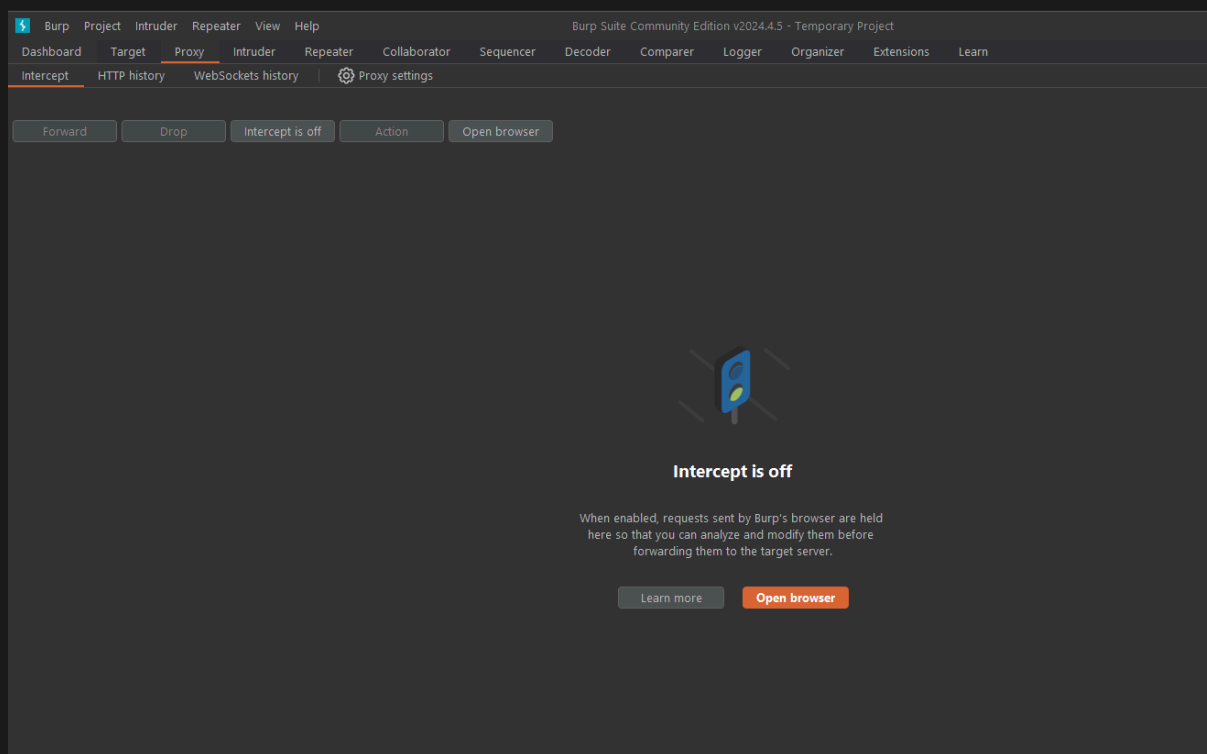 Burp Project Intruder Repeater View Help Burp Suite Community Edition v2024.4.5 - Temporary Project
Dashboard Target Proxy Intruder Repeater Collaborator Sequencer Decoder Comparer Logger Organizer Extensions Learn
Intercept HTTP history WebSockets history Proxy settings
Forward Drop Intercept is off Action Open browser
Intercept is off
When enabled, requests sent by Burp's browser are held
here so that you can analyze and modify them before
forwarding them to the target server.
Learn more Open browser